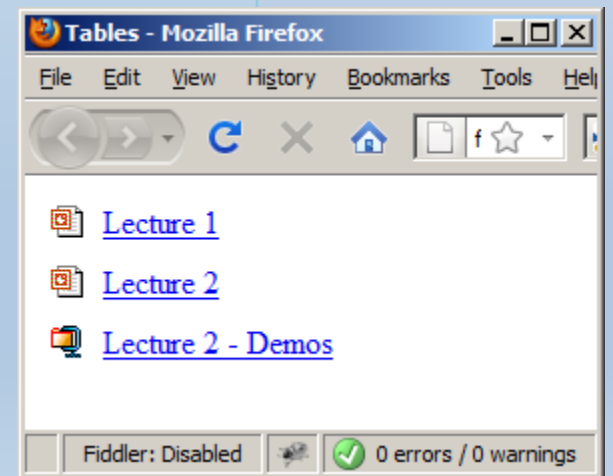 Tables - Mozilla Firefox
File Edit View History Bookmarks Tools Help
f
Lecture 1
Lecture 2
Lecture 2 - Demos
Fiddler: Disabled 0 errors / 0 warnings